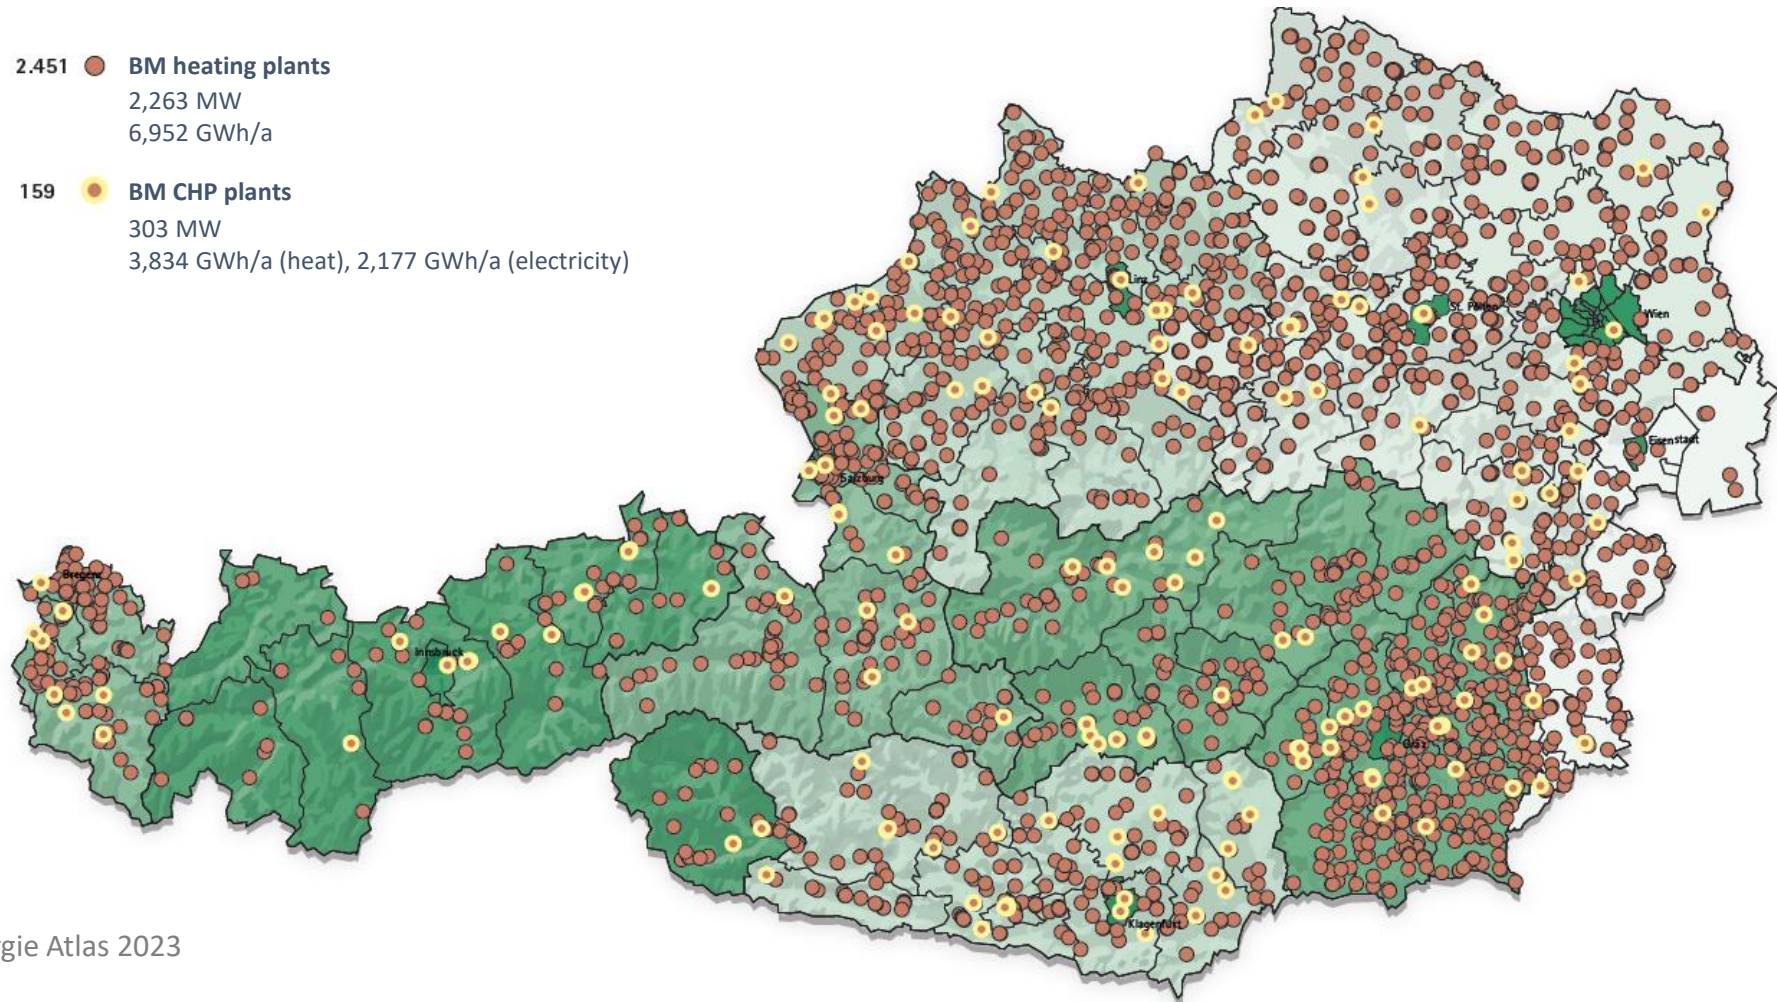 2.451 BM heating plants
2,263 MW
6,952 GWh/a
159 BM CHP plants
303 MW
3,834 GWh/a (heat), 2,177 GWh/a (electricity)
Linz
St. Pölten
Wien
Eisenstadt
Salzburg
Bregenz
Innsbruck
Graz
Klagenfurt
gie Atlas 2023